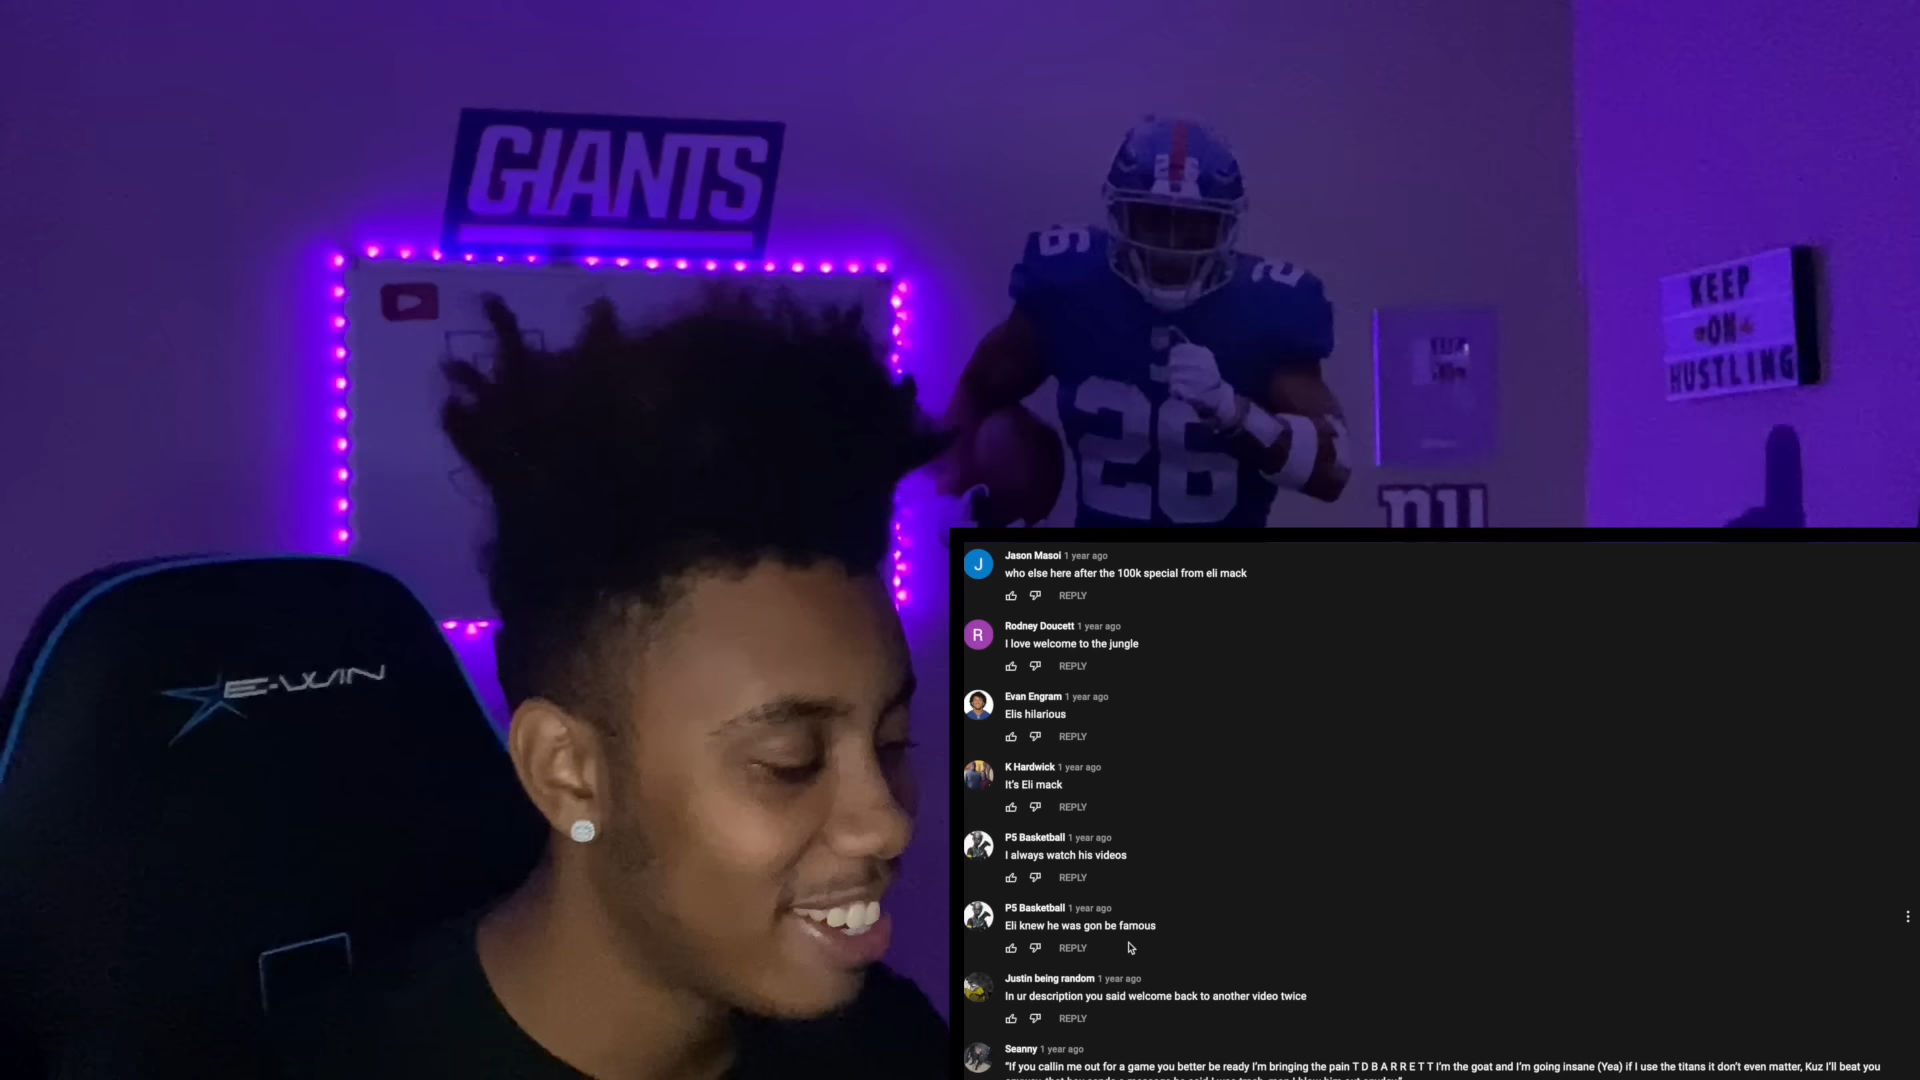 GIANTS
26
26
26
KEEP
ON
HUSTLING
ny
E-WIN
J
Jason Masoi 1 year ago
who else here after the 100k special from eli mack
REPLY
R
Rodney Doucett 1 year ago
I love welcome to the jungle
REPLY
Evan Engram 1 year ago
Elis hilarious
REPLY
K Hardwick 1 year ago
It's Eli mack
REPLY
P5 Basketball 1 year ago
I always watch his videos
REPLY
P5 Basketball 1 year ago
Eli knew he was gon be famous
REPLY
Justin being random 1 year ago
In ur description you said welcome back to another video twice
REPLY
Seanny 1 year ago
"If you callin me out for a game you better be ready I'm bringing the pain T D B A R R E T T I'm the goat and I'm going insane (Yea) if I use the titans it don't even matter, Kuz I'll beat you